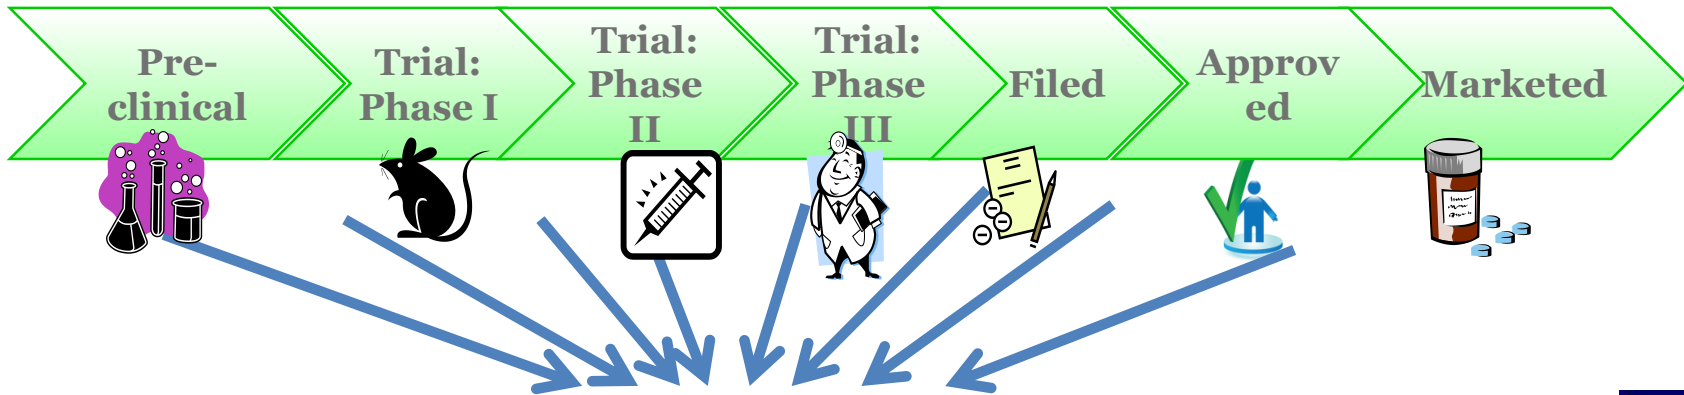 Pre-
clinical
Trial:
Phase I
Trial:
Phase
II
Trial:
Phase
III
Filed
Approv
ed
Marketed